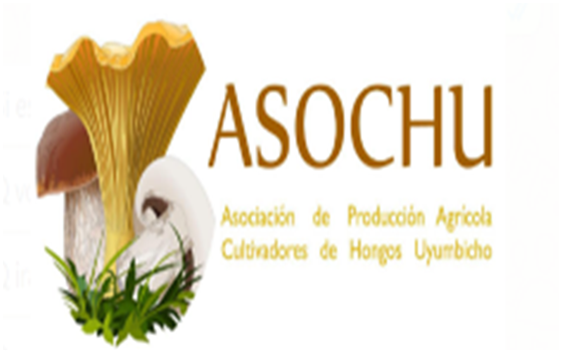 ASOCHU
Asociación de Producción Agrícola
Cultivadores de Hongos Uyumbicho